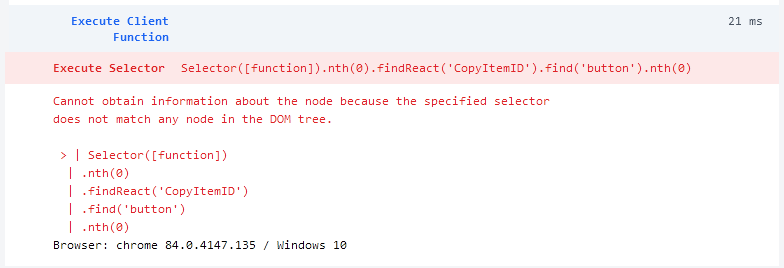 Execute Client
Function
21 ms
Execute Selector Selector([function]).nth(0).findReact('CopyItemID').find('button').nth(0)
Cannot obtain information about the node because the specified selector
does not match any node in the DOM tree.
> | Selector([function])
| .nth(0)
| .findReact('CopyItemID')
| .find('button')
| .nth(0)
Browser: chrome 84.0.4147.135 / Windows 10